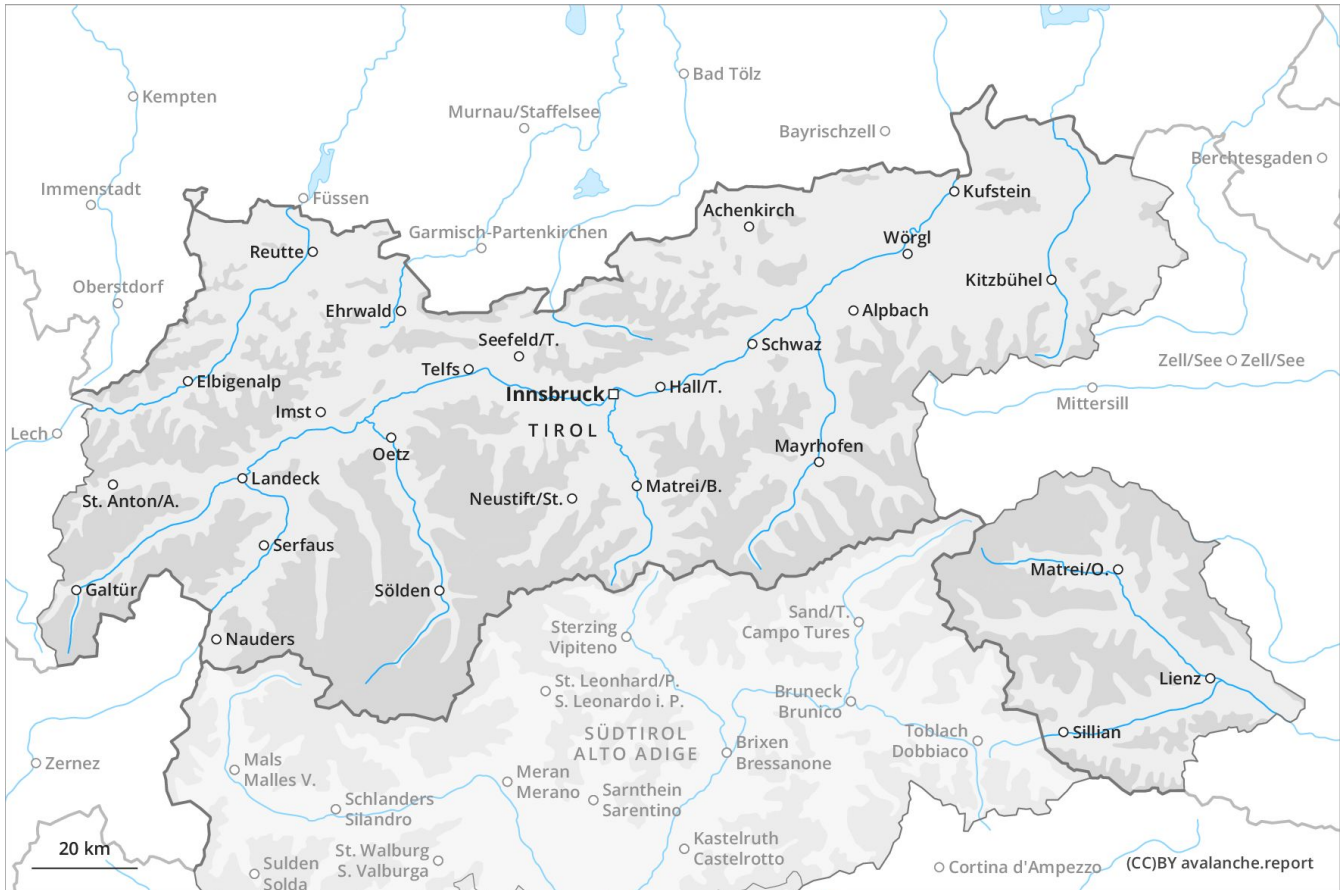 Kempten
Bad Tölz
Murnau/Staffelsee
Bayrischzell
Berchtesgaden
Immenstadt
Füssen
Kufstein
Achenkirch
Garmisch-Partenkirchen
Wörgl
Reutte
Kitzbühel
Oberstdorf
Ehrwald
Alpbach
Seefeld/T.
Schwaz
Telfs
Zell/See
Zell/See
Elbigenalp
Innsbruck
Hall/T.
Mittersill
Imst
TIROL
Lech
Oetz
Mayrhofen
Landeck
St. Anton/A.
Neustift/St.
Matrei/B.
Serfaus
Matrei/O.
Galtür
Sölden
Sand/T.
Campo Tures
Nauders
Sterzing
Vipiteno
Lienz
St. Leonhard/P.
S. Leonardo i. P.
Bruneck
Brunico
SÜDTIROL
ALTO ADIGE
Toblach
Dobbiaco
Sillian
Brixen
Bressanone
Zernez
Mals
Malles V.
Meran
Merano
Sarnthein
Sarentino
Schlanders
Silandro
Kastelruth
Castelrotto
20 km
St. Walburg
S. Valburga
Sulden
Solda
Cortina d'Ampezzo
(CC)BY avalanche.report